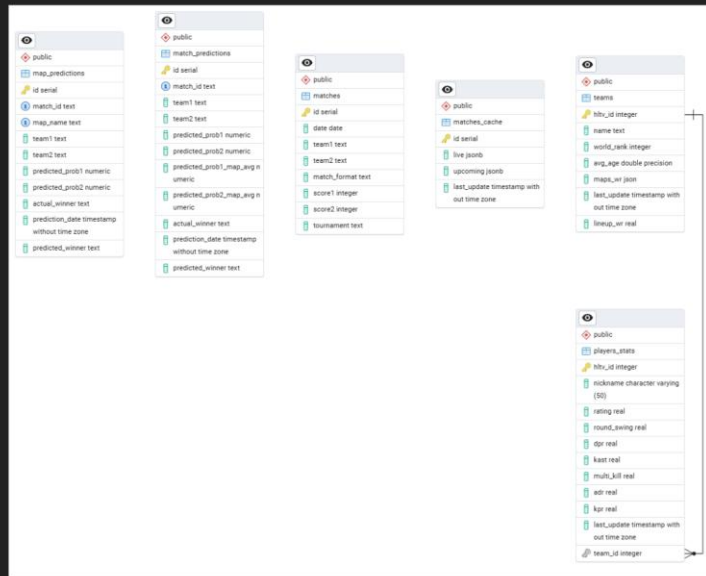 public
map_predictions
id serial
match_id text
map_name text
team1 text
team2 text
predicted_prob1 numeric
predicted_prob2 numeric
actual_winner text
prediction_date timestamp
without time zone
predicted_winner text
public
match_predictions
id serial
match_id text
team1 text
team2 text
predicted_prob1 numeric
predicted_prob2 numeric
predicted_prob1_map_avg n
umeric
predicted_prob2_map_avg n
umeric
actual_winner text
prediction_date timestamp
without time zone
predicted_winner text
public
matches
id serial
date date
team1 text
team2 text
match_format text
score1 integer
score2 integer
tournament text
public
matches_cache
id serial
live jsonb
upcoming jsonb
last_update timestamp with
out time zone
public
teams
hltv_id integer
name text
world_rank integer
avg_age double precision
maps_wr json
last_update timestamp with
out time zone
lineup_wr real
public
players_stats
hltv_id integer
nickname character varying
(50)
rating real
round_swing real
dpr real
kast real
multi_kill real
adr real
kpr real
last_update timestamp with
out time zone
team_id integer